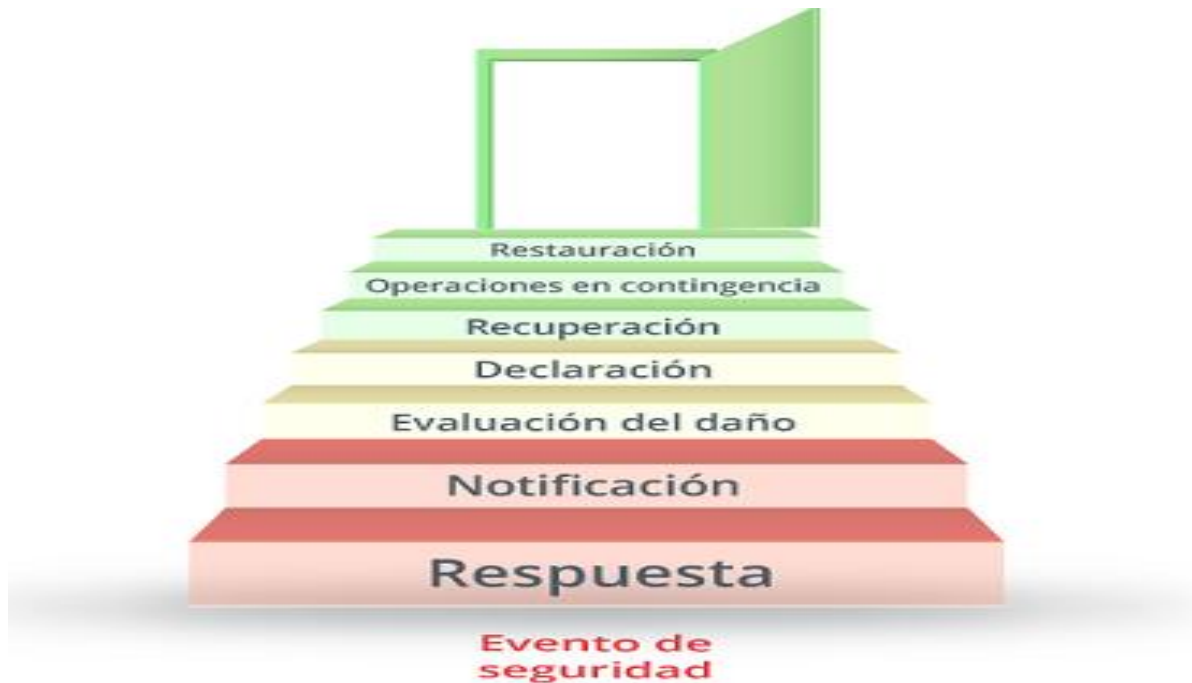 Restauración
Operaciones en contingencia
Recuperación
Declaración
Evaluación del daño
Notificación
Respuesta
Evento de
seguridad